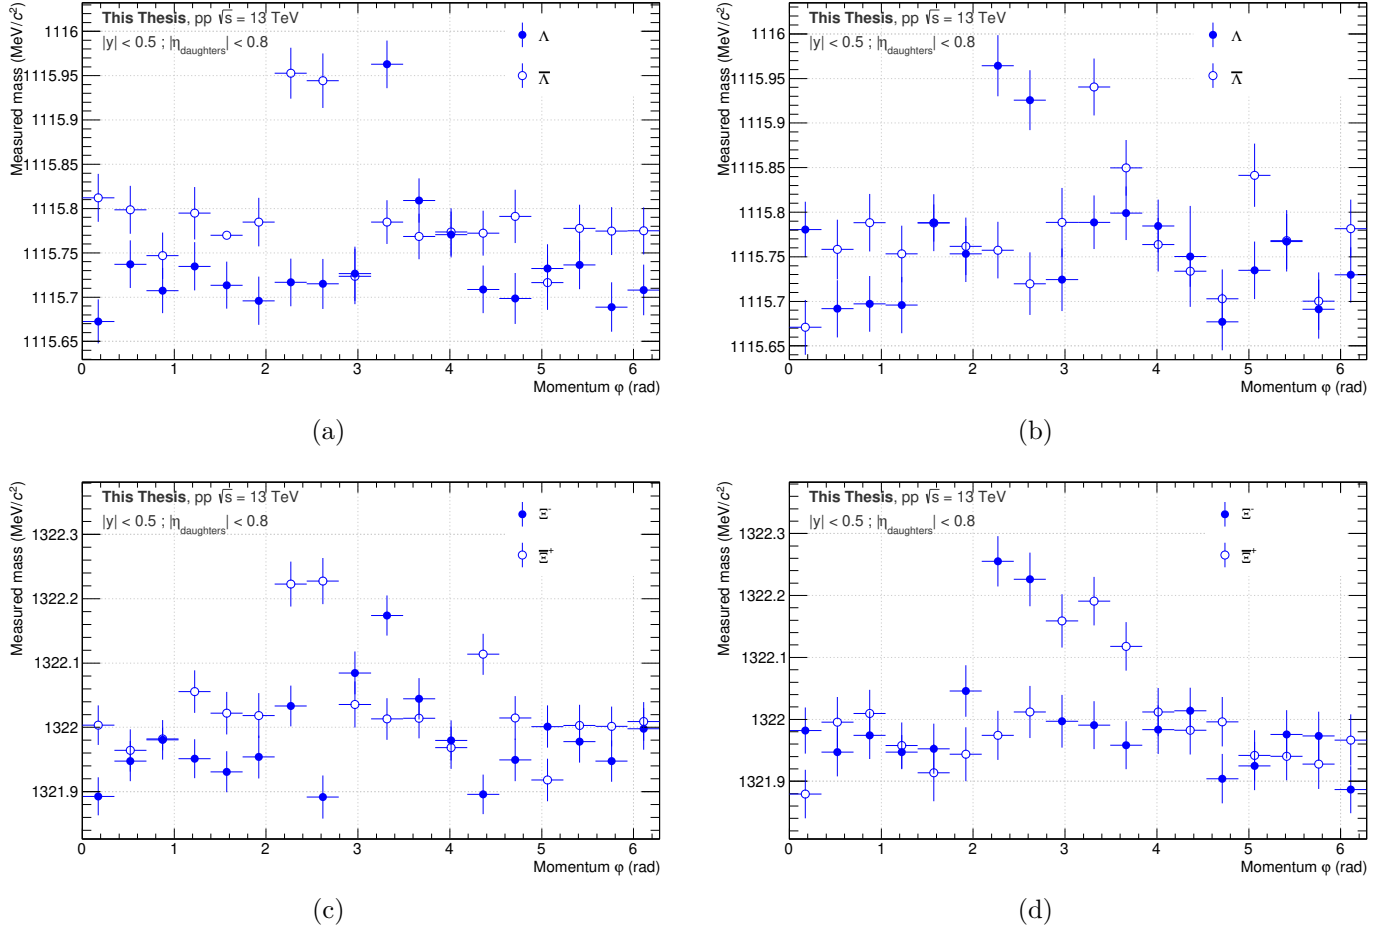 This Thesis, pp √s = 13 TeV
|y| < 0.5 ; |η_daughters| < 0.8
Λ
Λ̅
Measured mass (MeV/c²)
1116
1115.95
1115.9
1115.85
1115.8
1115.75
1115.7
1115.65
0 1 2 3 4 5 6
Momentum φ (rad)
(a)
This Thesis, pp √s = 13 TeV
|y| < 0.5 ; |η_daughters| < 0.8
Λ
Λ̅
Measured mass (MeV/c²)
1116
1115.95
1115.9
1115.85
1115.8
1115.75
1115.7
1115.65
0 1 2 3 4 5 6
Momentum φ (rad)
(b)
This Thesis, pp √s = 13 TeV
|y| < 0.5 ; |η_daughters| < 0.8
Ξ⁻
Ξ̅⁺
Measured mass (MeV/c²)
1322.3
1322.2
1322.1
1322
1321.9
0 1 2 3 4 5 6
Momentum φ (rad)
(c)
This Thesis, pp √s = 13 TeV
|y| < 0.5 ; |η_daughters| < 0.8
Ξ⁻
Ξ̅⁺
Measured mass (MeV/c²)
1322.3
1322.2
1322.1
1322
1321.9
0 1 2 3 4 5 6
Momentum φ (rad)
(d)